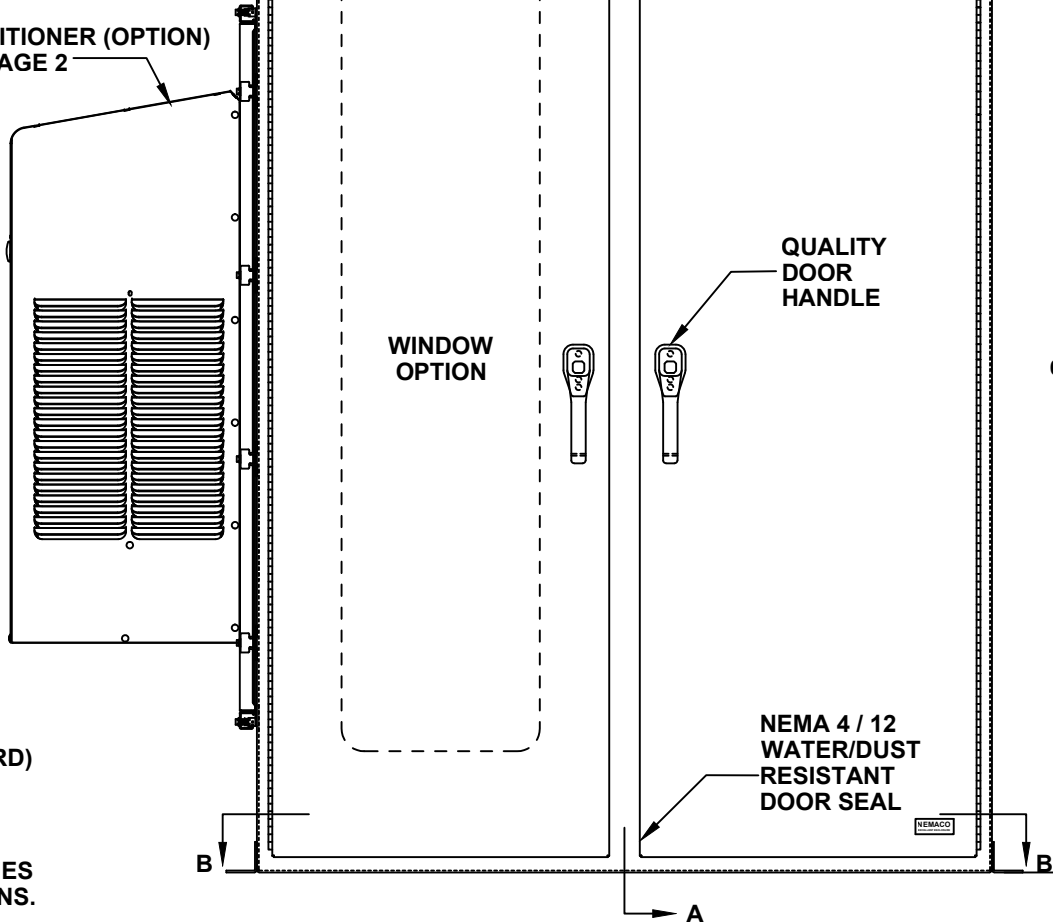 ITIONER (OPTION)
AGE 2
QUALITY
DOOR
HANDLE
WINDOW
OPTION
NEMA 4 / 12
WATER/DUST
RESISTANT
DOOR SEAL
RD)
NEMACO
B
B
ES
NS.
A